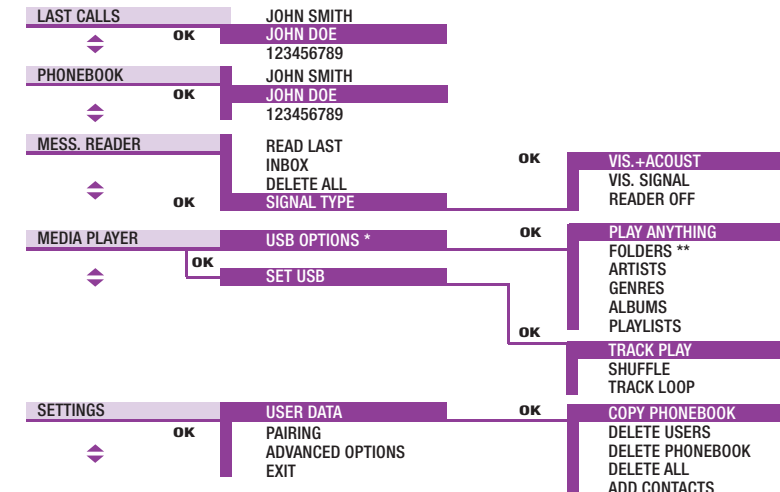 LAST CALLS
OK
JOHN SMITH
JOHN DOE
123456789
PHONEBOOK
OK
JOHN SMITH
JOHN DOE
123456789
MESS. READER
OK
READ LAST
INBOX
DELETE ALL
SIGNAL TYPE
OK
VIS.+ACOUST
VIS. SIGNAL
READER OFF
MEDIA PLAYER
OK
USB OPTIONS *
OK
PLAY ANYTHING
FOLDERS **
ARTISTS
GENRES
ALBUMS
PLAYLISTS
SET USB
OK
TRACK PLAY
SHUFFLE
TRACK LOOP
SETTINGS
OK
USER DATA
PAIRING
ADVANCED OPTIONS
EXIT
OK
COPY PHONEBOOK
DELETE USERS
DELETE PHONEBOOK
DELETE ALL
ADD CONTACTS